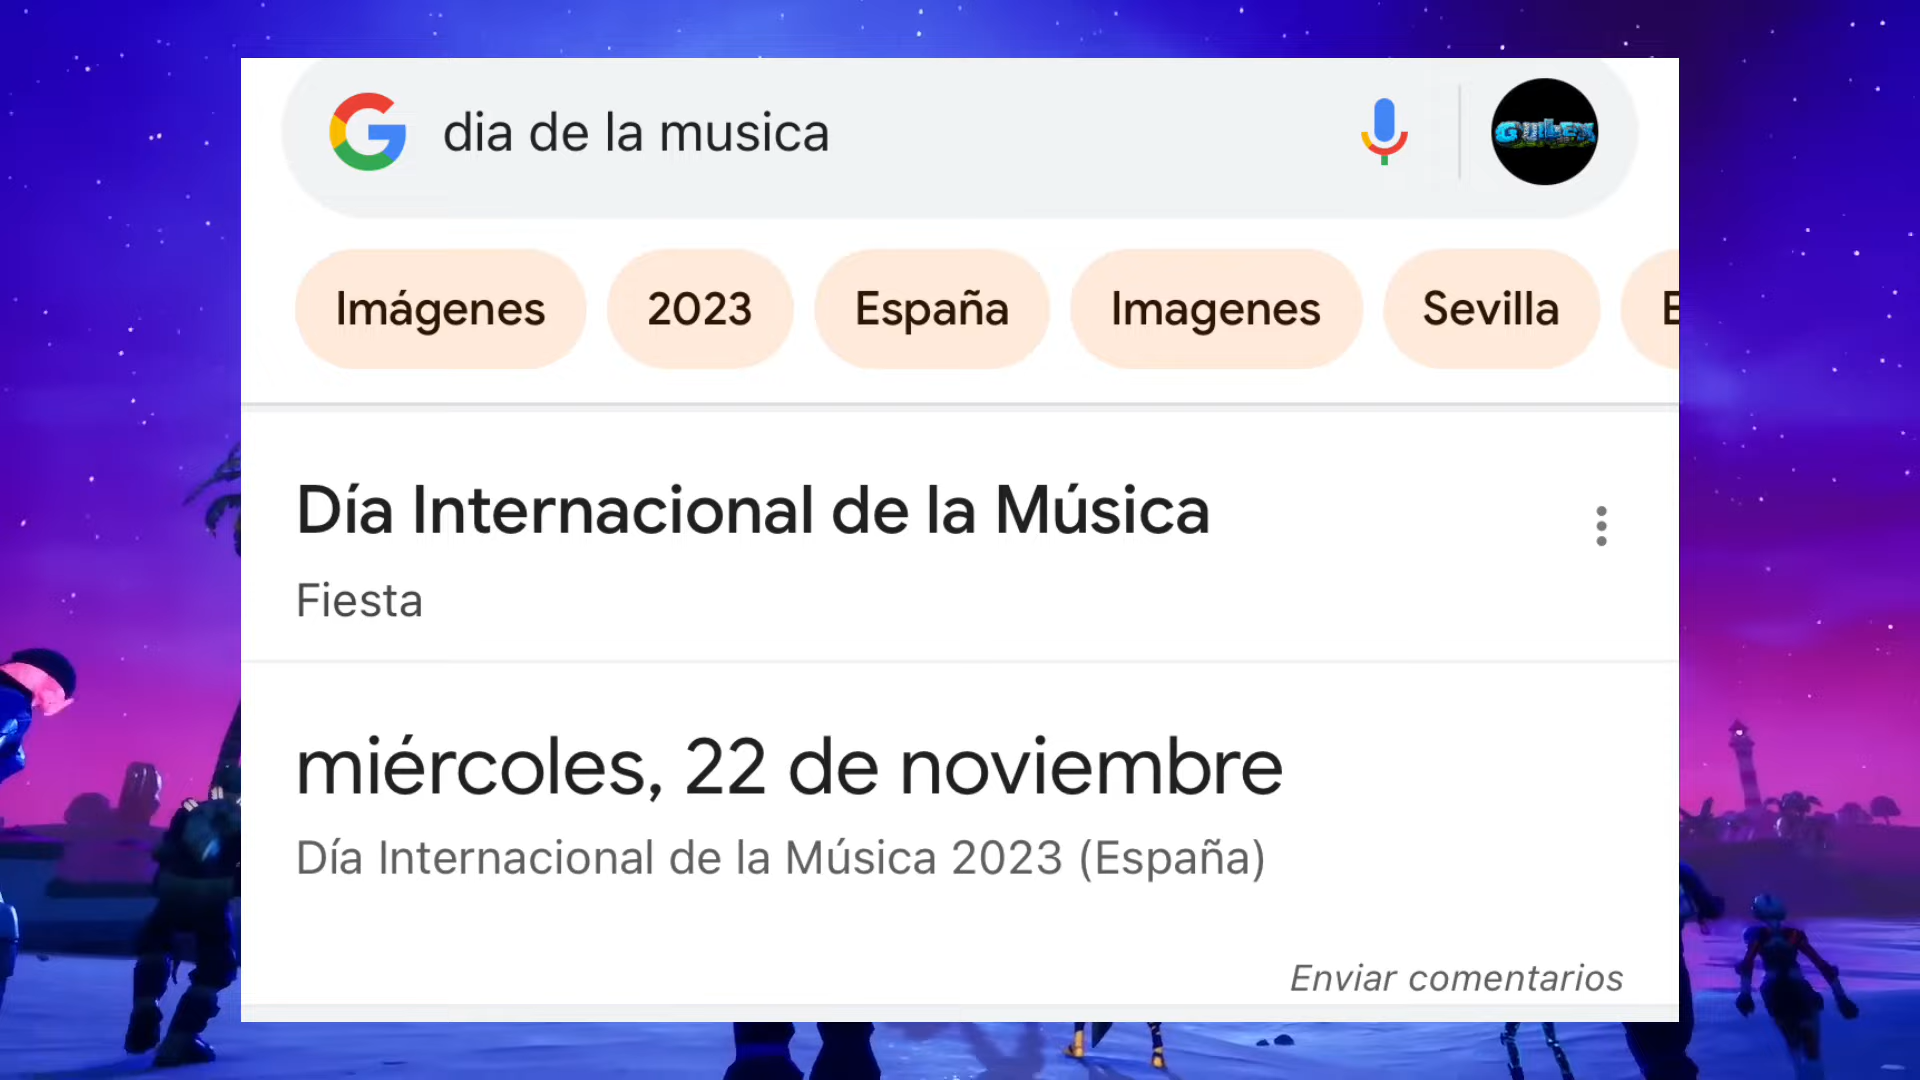 dia de la musica
GUILEX
Imágenes 2023 España Imagenes Sevilla E
Día Internacional de la Música
Fiesta
miércoles, 22 de noviembre
Día Internacional de la Música 2023 (España)
Enviar comentarios